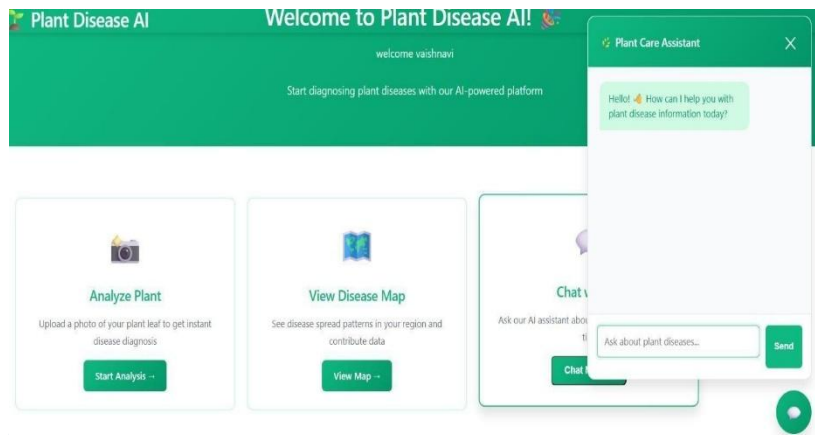 Plant Disease AI
Welcome to Plant Disease AI!
welcome vaishnavi
Start diagnosing plant diseases with our AI-powered platform
Analyze Plant
Upload a photo of your plant leaf to get instant
disease diagnosis
Start Analysis →
View Disease Map
See disease spread patterns in your region and
contribute data
View Map →
Chat
Ask our AI assistant
Chat
Plant Care Assistant
Hello! 👋 How can I help you with
plant disease information today?
Ask about plant diseases...
Send